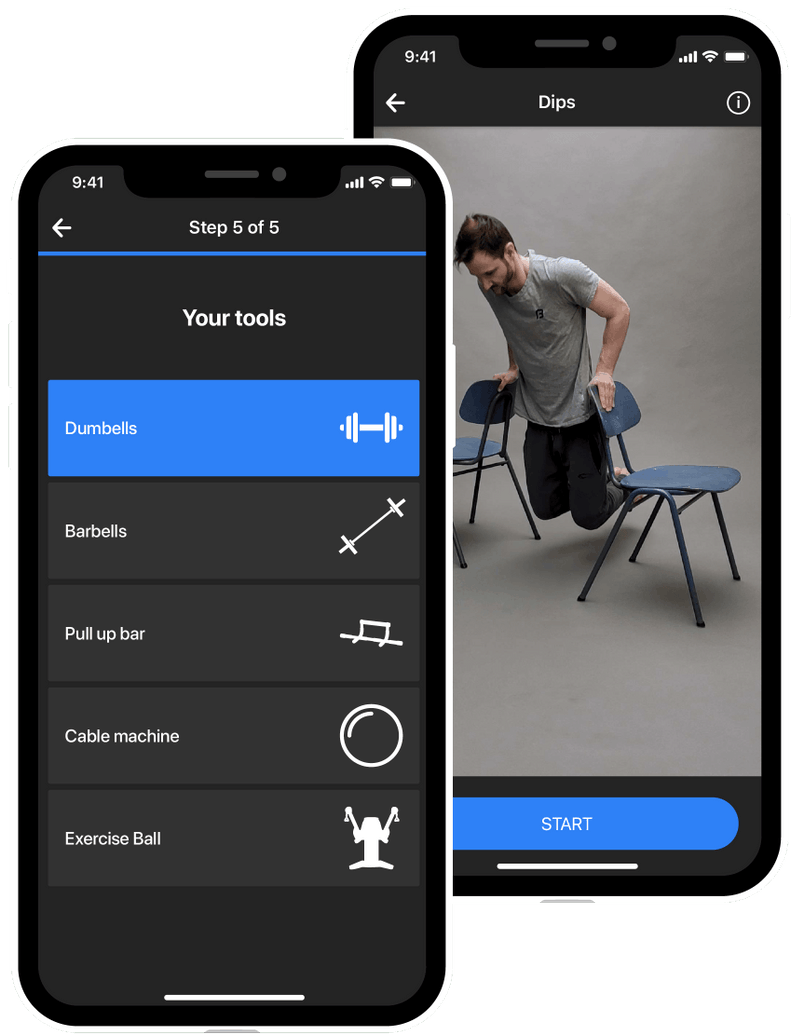 9:41
Step 5 of 5
Your tools
Dumbells
Barbells
Pull up bar
Cable machine
Exercise Ball
9:41
Dips
START